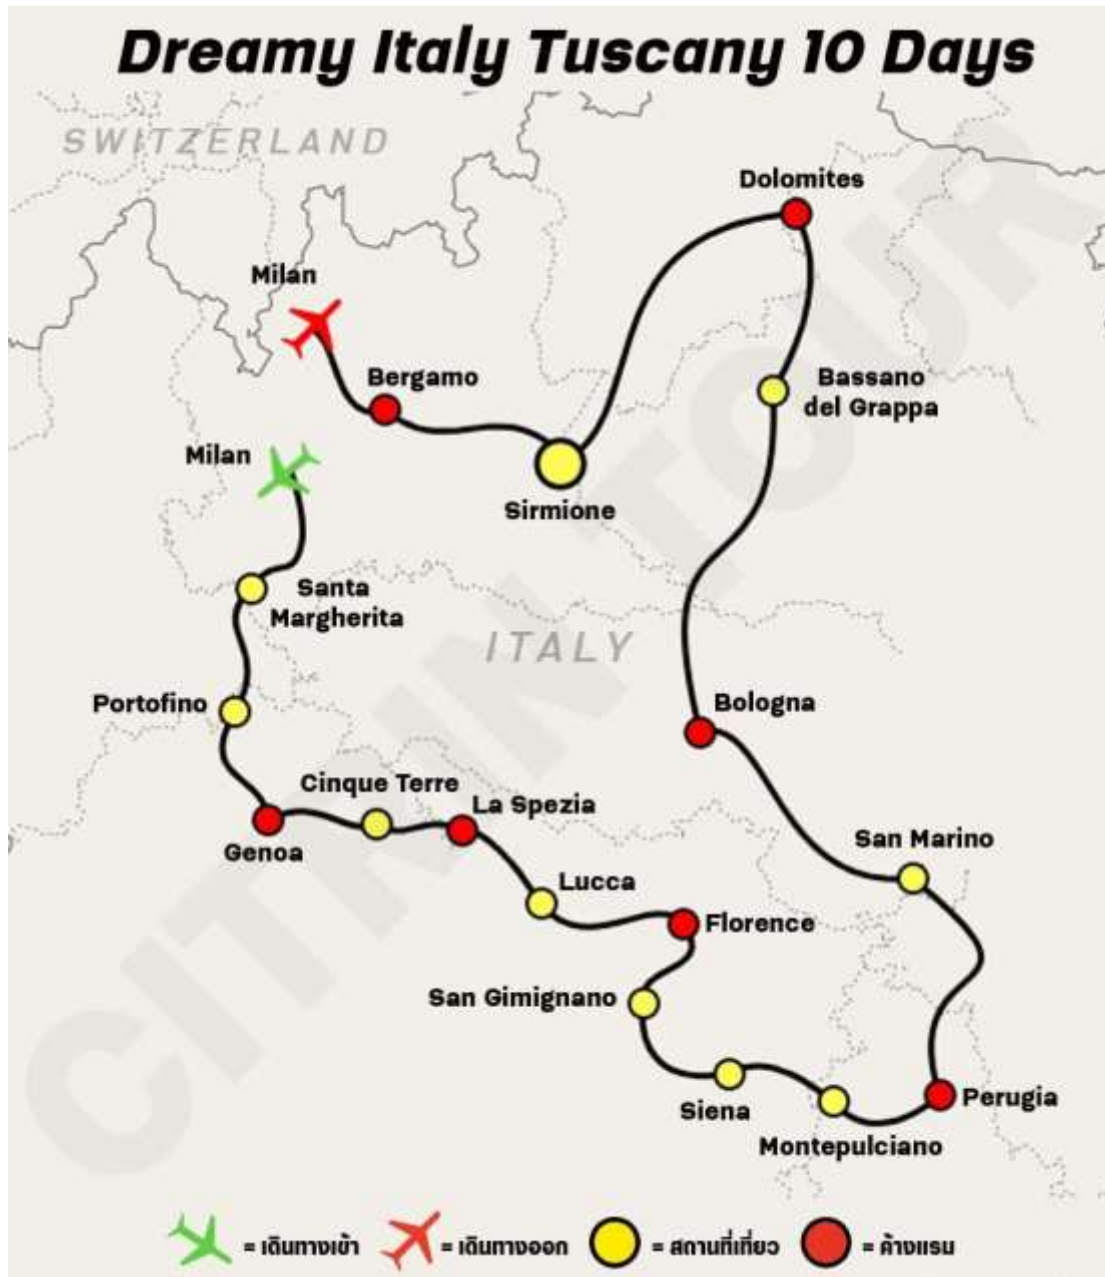 Dreamy Italy Tuscany 10 Days
SWITZERLAND
Dolomites
Milan
Bergamo
Bassano
del Grappa
Milan
Sirmione
Santa
Margherita
ITALY
Portofino
Bologna
Cinque Terre
La Spezia
Genoa
San Marino
Lucca
Florence
San Gimignano
Siena
Perugia
Montepulciano
CITRIN TOUR
= เดินทางเข้า
= เดินทางออก
= สถานที่เที่ยว
= ค้างแรม